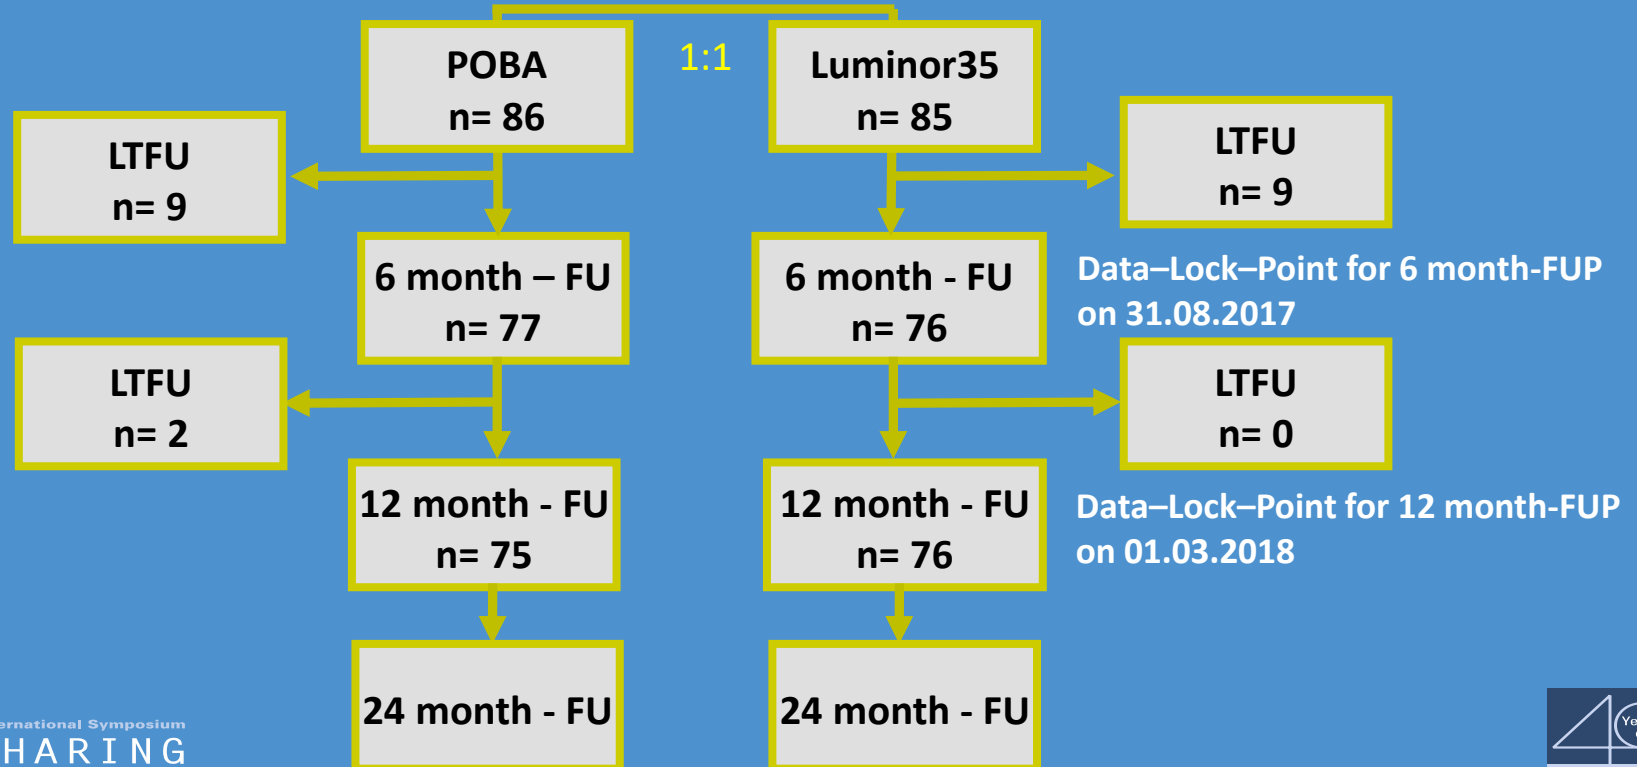 POBA
n= 86
1:1
Luminor35
n= 85
LTFU
n= 9
LTFU
n= 9
6 month – FU
n= 77
6 month - FU
n= 76
Data–Lock–Point for 6 month-FUP
on 31.08.2017
LTFU
n= 2
LTFU
n= 0
12 month - FU
n= 75
12 month - FU
n= 76
Data–Lock–Point for 12 month-FUP
on 01.03.2018
24 month - FU
24 month - FU
ernational Symposium
HARING
40
Ye